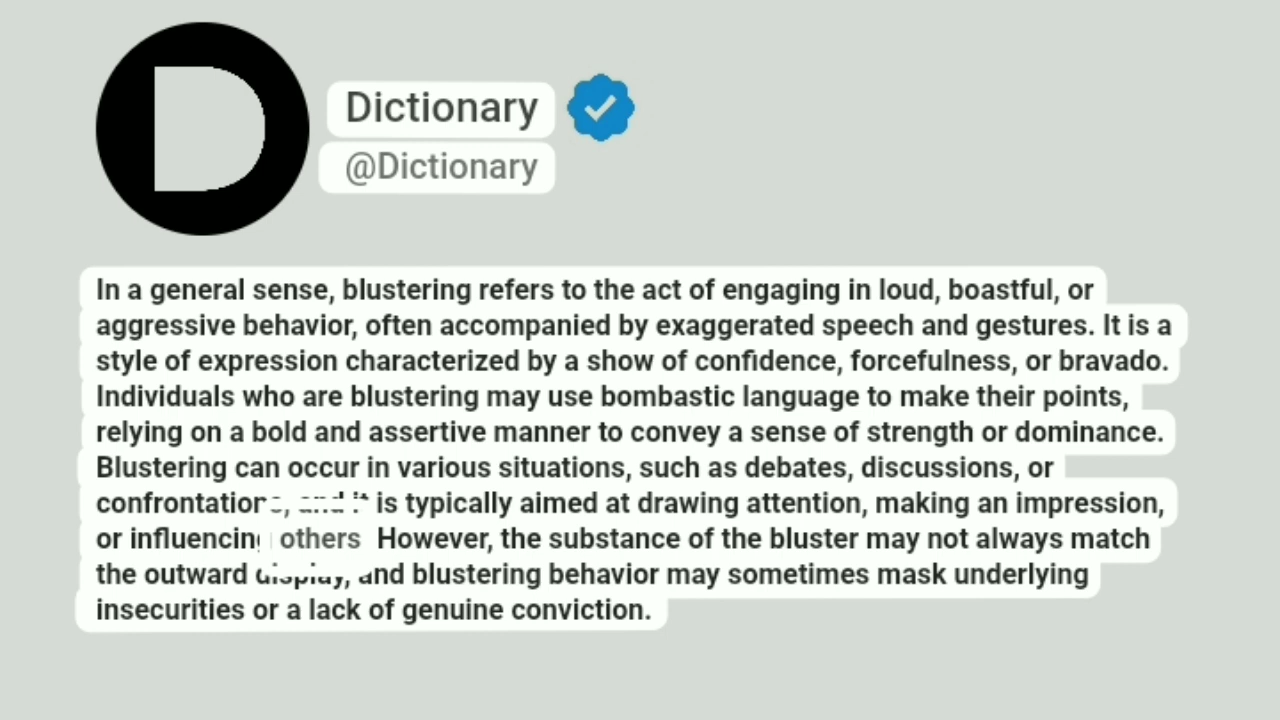 D
Dictionary
@Dictionary
In a general sense, blustering refers to the act of engaging in loud, boastful, or
aggressive behavior, often accompanied by exaggerated speech and gestures. It is a
style of expression characterized by a show of confidence, forcefulness, or bravado.
Individuals who are blustering may use bombastic language to make their points,
relying on a bold and assertive manner to convey a sense of strength or dominance.
Blustering can occur in various situations, such as debates, discussions, or
confrontations, and it is typically aimed at drawing attention, making an impression,
or influencing others However, the substance of the bluster may not always match
the outward display, and blustering behavior may sometimes mask underlying
insecurities or a lack of genuine conviction.